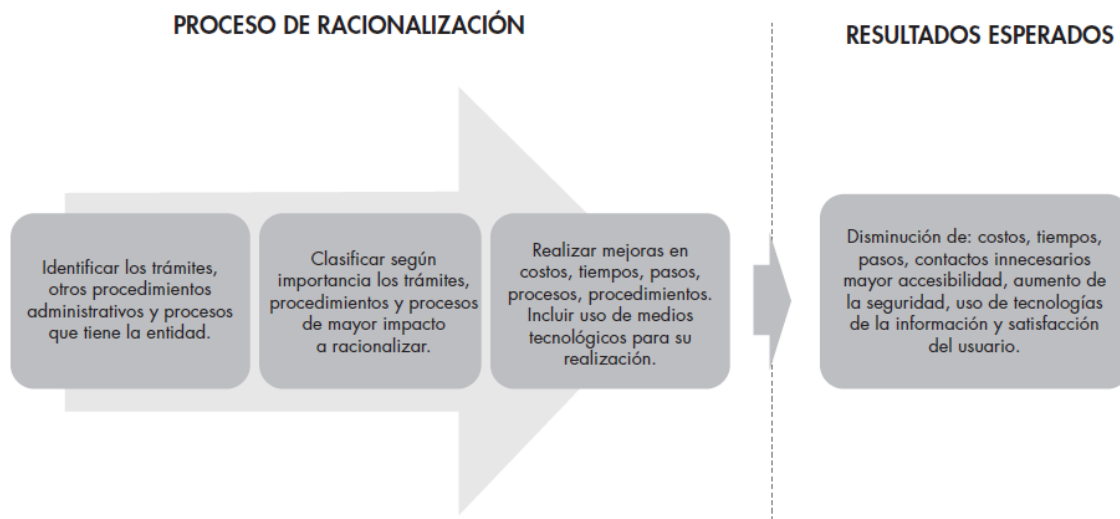 PROCESO DE RACIONALIZACIÓN
RESULTADOS ESPERADOS
Identificar los trámites,
otros procedimientos
administrativos y procesos
que tiene la entidad.
Clasificar según
importancia los trámites,
procedimientos y procesos
de mayor impacto
a racionalizar.
Realizar mejoras en
costos, tiempos, pasos,
procesos, procedimientos.
Incluir uso de medios
tecnológicos para su
realización.
Disminución de: costos, tiempos,
pasos, contactos innecesarios
mayor accesibilidad, aumento de
la seguridad, uso de tecnologías
de la información y satisfacción
del usuario.